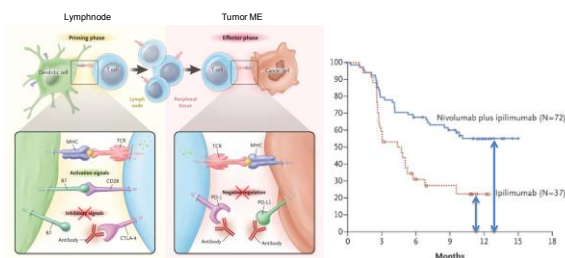 Lymphnode
Tumor ME
Priming phase
Effector phase
Dendritic cell
T cell
T cell
Cancer cell
Lymph
node
Peripheral
tissue
MHC
TCR
Activation signals
B7
CD28
Inhibitory signals
B7
Antibody
CTLA-4
TCR
MHC
Negative regulation
PD-1
PD-L1
Antibody
Antibody
100
90
80
70
60
50
40
30
20
10
0
0
3
6
9
12
15
18
Nivolumab plus ipilimumab (N=72)
Ipilimumab (N=37)
Months